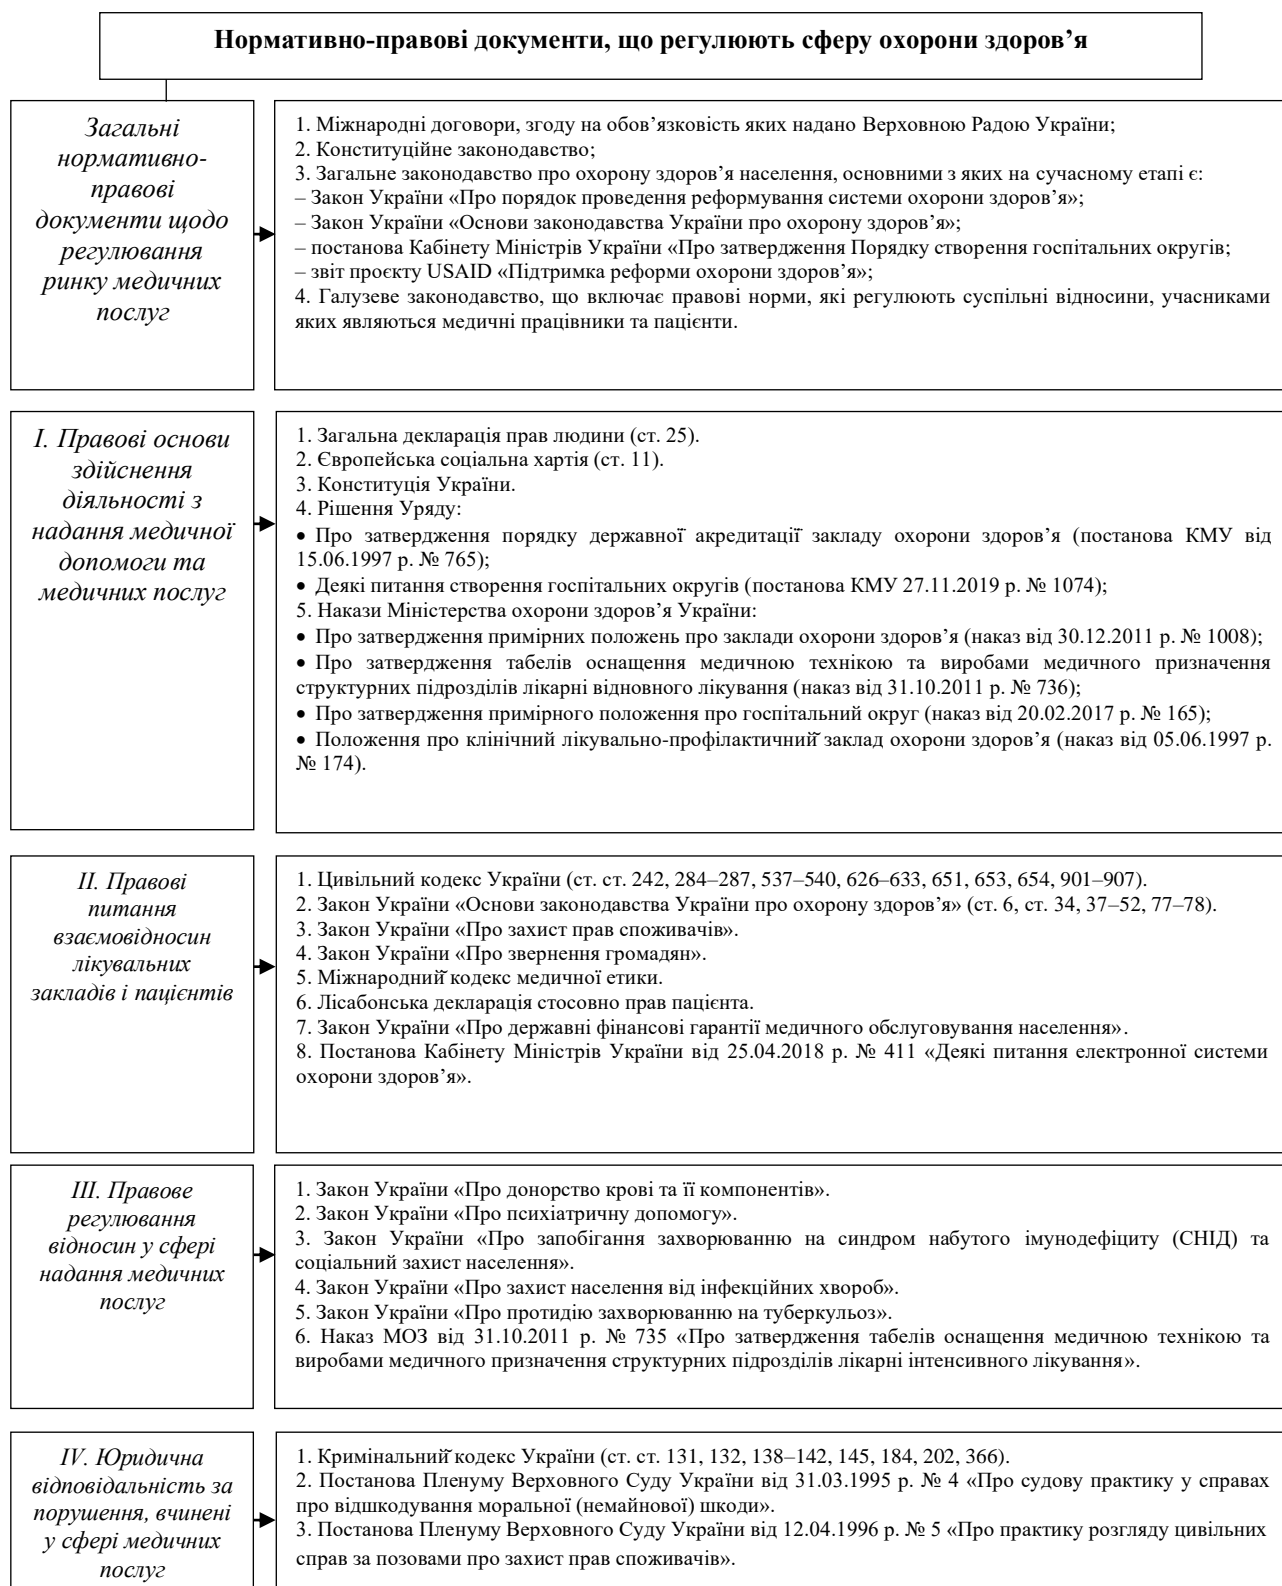 Нормативно-правові документи, що регулюють сферу охорони здоров’я
Загальні
нормативно-
правові
документи щодо
регулювання
ринку медичних
послуг
1. Міжнародні договори, згоду на обов’язковість яких надано Верховною Радою України;
2. Конституційне законодавство;
3. Загальне законодавство про охорону здоров’я населення, основними з яких на сучасному етапі є:
– Закон України «Про порядок проведення реформування системи охорони здоров’я»;
– Закон України «Основи законодавства України про охорону здоров’я»;
– постанова Кабінету Міністрів України «Про затвердження Порядку створення госпітальних округів;
– звіт проєкту USAID «Підтримка реформи охорони здоров’я»;
4. Галузеве законодавство, що включає правові норми, які регулюють суспільні відносини, учасниками
яких являються медичні працівники та пацієнти.
І. Правові основи
здійснення
діяльності з
надання медичної
допомоги та
медичних послуг
1. Загальна декларація прав людини (ст. 25).
2. Європейська соціальна хартія (ст. 11).
3. Конституція України.
4. Рішення Уряду:
• Про затвердження порядку державної акредитації закладу охорони здоров’я (постанова КМУ від
15.06.1997 р. № 765);
• Деякі питання створення госпітальних округів (постанова КМУ 27.11.2019 р. № 1074);
5. Накази Міністерства охорони здоров’я України:
• Про затвердження примірних положень про заклади охорони здоров’я (наказ від 30.12.2011 р. № 1008);
• Про затвердження табелів оснащення медичною технікою та виробами медичного призначення
структурних підрозділів лікарні відновного лікування (наказ від 31.10.2011 р. № 736);
• Про затвердження примірного положення про госпітальний округ (наказ від 20.02.2017 р. № 165);
• Положення про клінічний лікувально-профілактичний заклад охорони здоров’я (наказ від 05.06.1997 р.
№ 174).
ІІ. Правові
питання
взаємовідносин
лікувальних
закладів і пацієнтів
1. Цивільний кодекс України (ст. ст. 242, 284–287, 537–540, 626–633, 651, 653, 654, 901–907).
2. Закон України «Основи законодавства України про охорону здоров’я» (ст. 6, ст. 34, 37–52, 77–78).
3. Закон України «Про захист прав споживачів».
4. Закон України «Про звернення громадян».
5. Міжнародний кодекс медичної етики.
6. Лісабонська декларація стосовно прав пацієнта.
7. Закон України «Про державні фінансові гарантії медичного обслуговування населення».
8. Постанова Кабінету Міністрів України від 25.04.2018 р. № 411 «Деякі питання електронної системи
охорони здоров’я».
ІІІ. Правове
регулювання
відносин у сфері
надання медичних
послуг
1. Закон України «Про донорство крові та її компонентів».
2. Закон України «Про психіатричну допомогу».
3. Закон України «Про запобігання захворюванню на синдром набутого імунодефіциту (СНІД) та
соціальний захист населення».
4. Закон України «Про захист населення від інфекційних хвороб».
5. Закон України «Про протидію захворюванню на туберкульоз».
6. Наказ МОЗ від 31.10.2011 р. № 735 «Про затвердження табелів оснащення медичною технікою та
виробами медичного призначення структурних підрозділів лікарні інтенсивного лікування».
IV. Юридична
відповідальність за
порушення, вчинені
у сфері медичних
послуг
1. Кримінальний кодекс України (ст. ст. 131, 132, 138–142, 145, 184, 202, 366).
2. Постанова Пленуму Верховного Суду України від 31.03.1995 р. № 4 «Про судову практику у справах
про відшкодування моральної (немайнової) шкоди».
3. Постанова Пленуму Верховного Суду України від 12.04.1996 р. № 5 «Про практику розгляду цивільних
справ за позовами про захист прав споживачів».